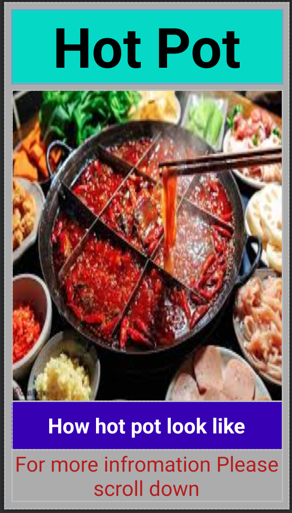 Hot Pot
How hot pot look like
For more infromation Please
scroll down